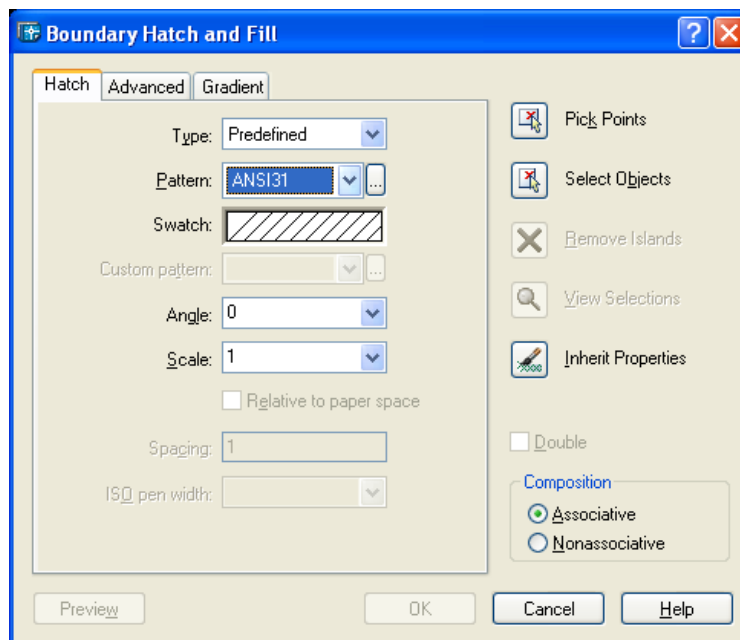 Boundary Hatch and Fill
Hatch Advanced Gradient
Type: Predefined
Pattern: ANSI31 ...
Swatch:
Custom pattern: ...
Angle: 0
Scale: 1
Relative to paper space
Spacing: 1
ISO pen width:
Pick Points
Select Objects
Remove Islands
View Selections
Inherit Properties
Double
Composition
Associative
Nonassociative
Preview OK Cancel Help